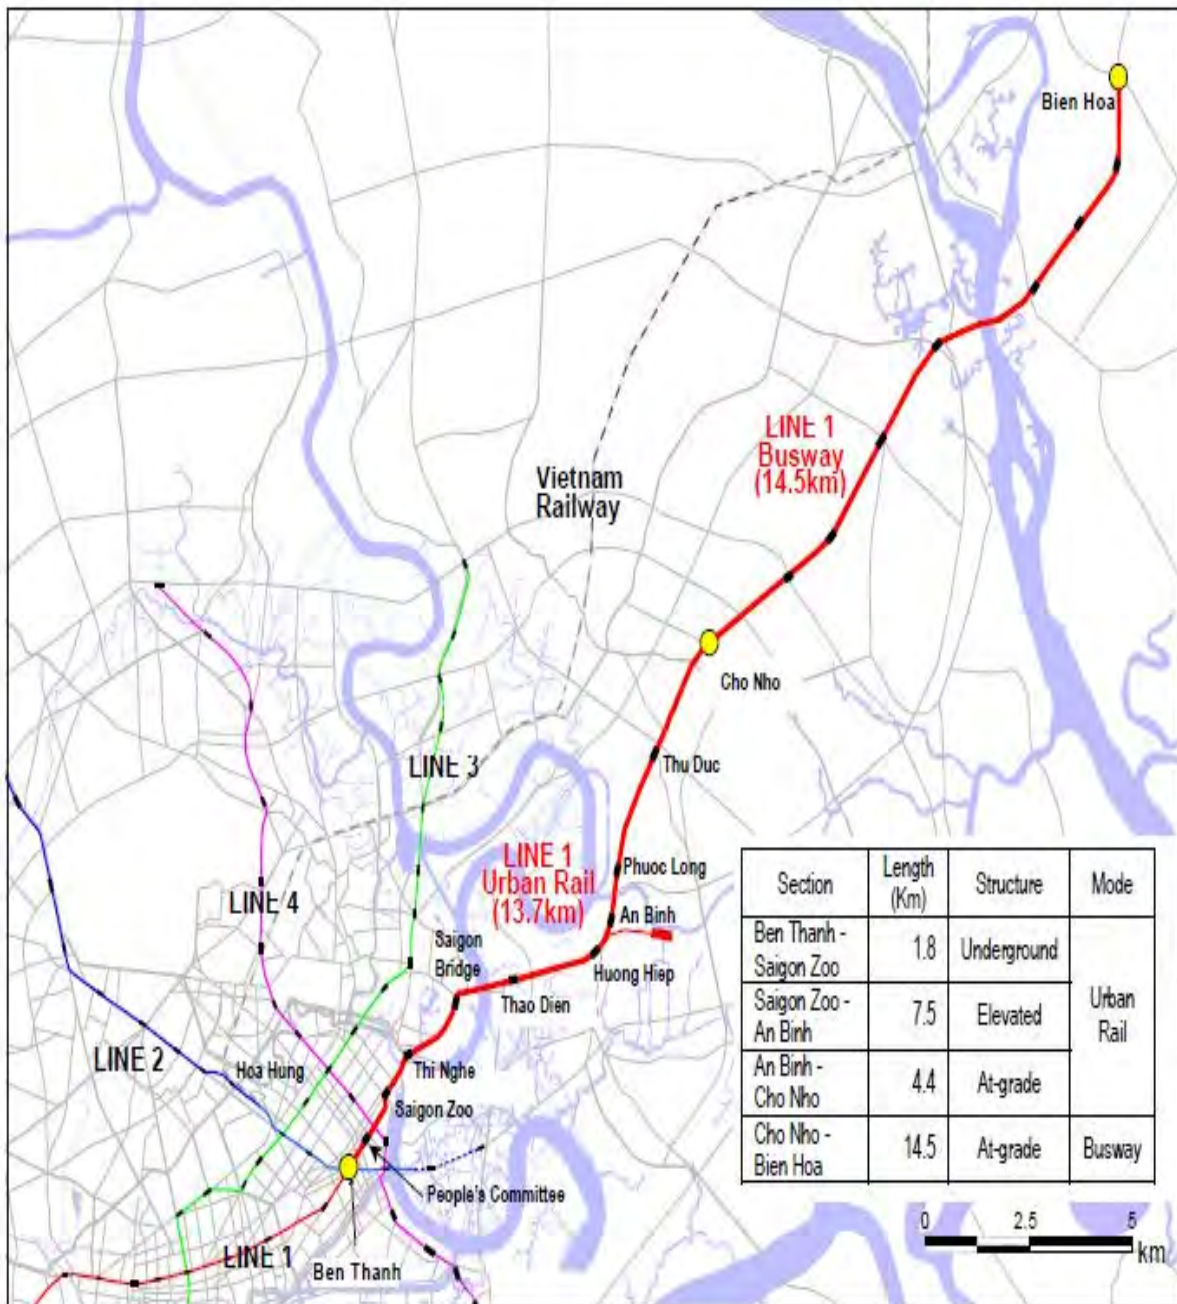 Bien Hoa
LINE 1
Busway
(14.5km)
Vietnam
Railway
Cho Nho
LINE 3
Thu Duc
LINE 1
Urban Rail
(13.7km)
Phuoc Long
LINE 4
An Binh
Saigon
Bridge
Huong Hiep
Thao Dien
LINE 2
Hoa Hung
Thi Nghe
Saigon Zoo
People's Committee
LINE 1
Ben Thanh
Section Length (Km) Structure Mode
Ben Thanh - Saigon Zoo 1.8 Underground Urban Rail
Saigon Zoo - An Binh 7.5 Elevated
An Binh - Cho Nho 4.4 At-grade
Cho Nho - Bien Hoa 14.5 At-grade Busway
0 2.5 5
km